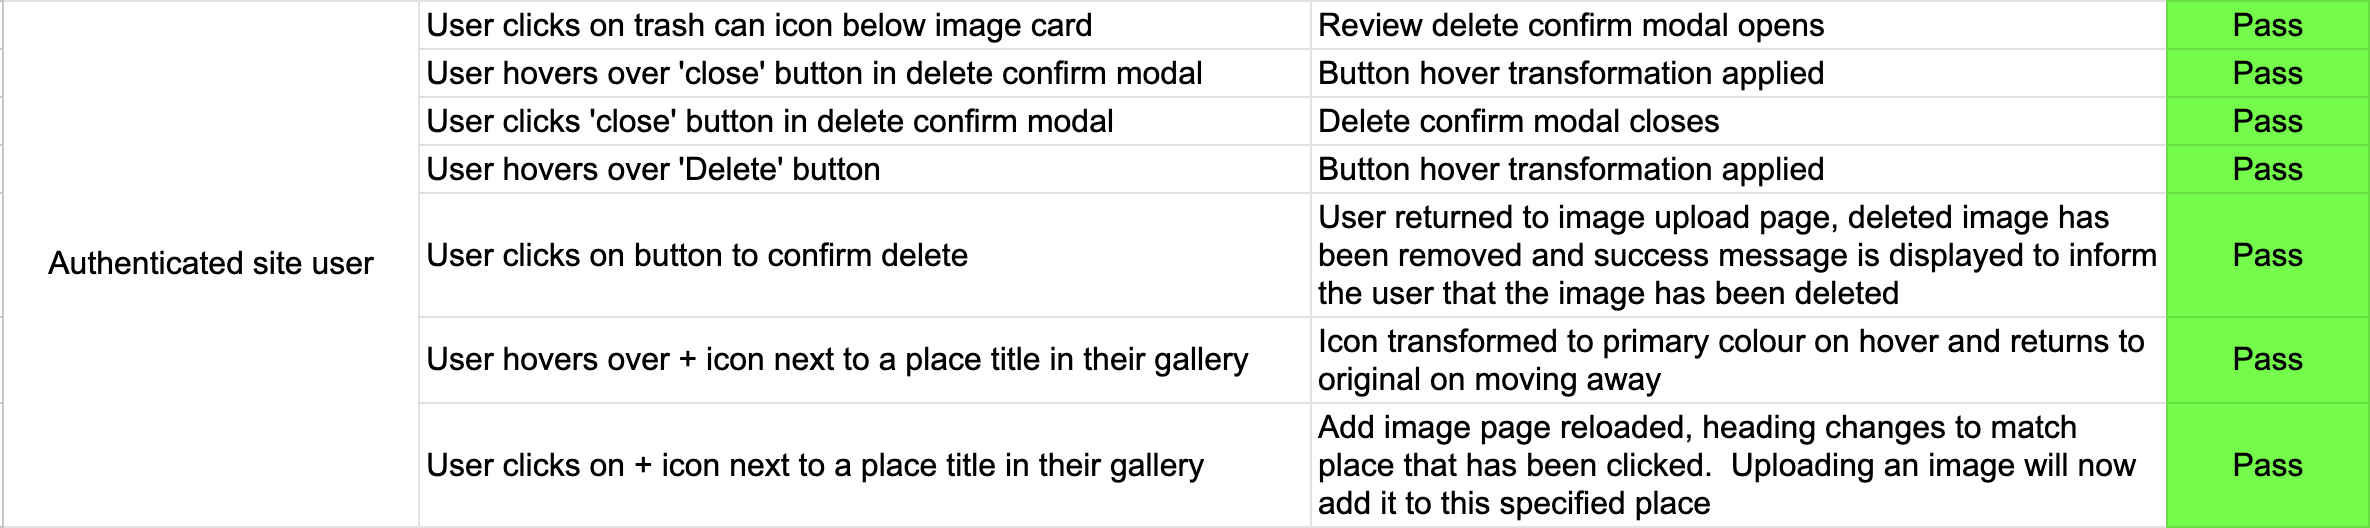 Authenticated site user
User clicks on trash can icon below image card
Review delete confirm modal opens
Pass
User hovers over 'close' button in delete confirm modal
Button hover transformation applied
Pass
User clicks 'close' button in delete confirm modal
Delete confirm modal closes
Pass
User hovers over 'Delete' button
Button hover transformation applied
Pass
User clicks on button to confirm delete
User returned to image upload page, deleted image has
been removed and success message is displayed to inform
the user that the image has been deleted
Pass
User hovers over + icon next to a place title in their gallery
Icon transformed to primary colour on hover and returns to
original on moving away
Pass
User clicks on + icon next to a place title in their gallery
Add image page reloaded, heading changes to match
place that has been clicked.  Uploading an image will now
add it to this specified place
Pass